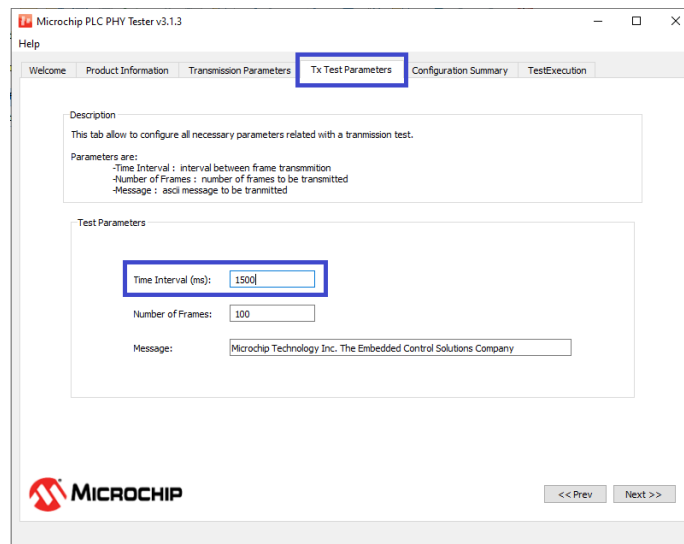 Microchip PLC PHY Tester v3.1.3
Help
Welcome Product Information Transmission Parameters Tx Test Parameters Configuration Summary TestExecution
Description
This tab allow to configure all necessary parameters related with a tranmission test.
Parameters are:
-Time Interval : interval between frame transmmition
-Number of Frames : number of frames to be transmitted
-Message : ascii message to be tranmitted
Test Parameters
Time Interval (ms): 1500
Number of Frames: 100
Message: Microchip Technology Inc. The Embedded Control Solutions Company
MICROCHIP
<< Prev Next >>